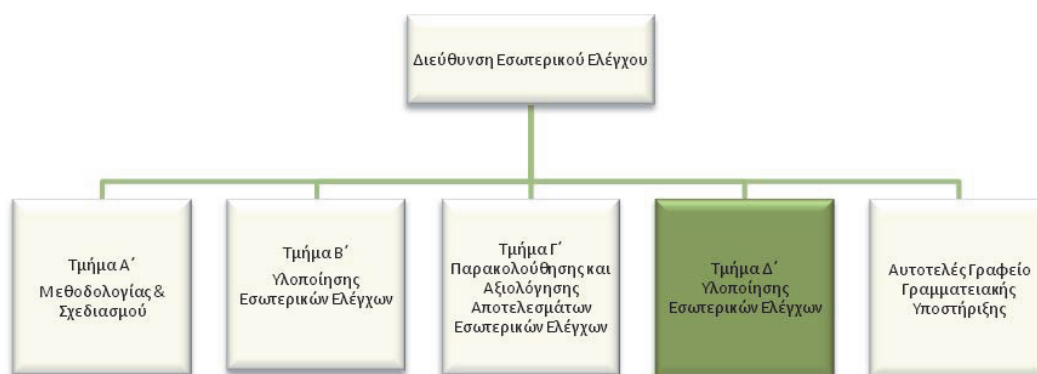 Διεύθυνση Εσωτερικού Ελέγχου
Τμήμα Α΄
Μεθοδολογίας &
Σχεδιασμού
Τμήμα Β΄
Υλοποίησης
Εσωτερικών Ελέγχων
Τμήμα Γ΄
Παρακολούθησης και
Αξιολόγησης
Αποτελεσμάτων
Εσωτερικών Ελέγχων
Τμήμα Δ΄
Υλοποίησης
Εσωτερικών Ελέγχων
Αυτοτελές Γραφείο
Γραμματειακής
Υποστήριξης